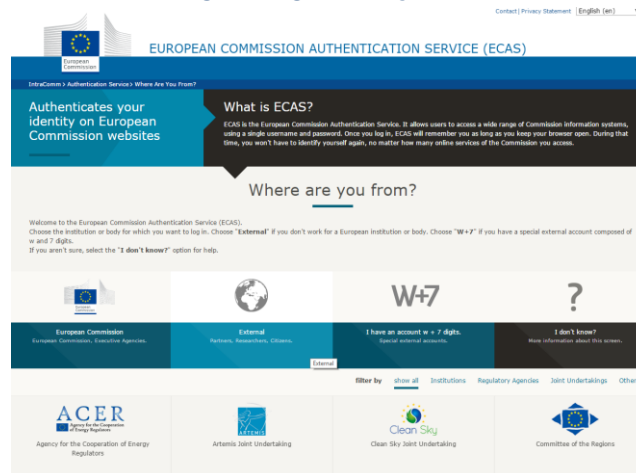 Contact | Privacy Statement English (en)
EUROPEAN COMMISSION AUTHENTICATION SERVICE (ECAS)
European
Commission
IntraComm > Authentication Service > Where Are You From?
Authenticates your
identity on European
Commission websites
What is ECAS?
ECAS is the European Commission Authentication Service. It allows users to access a wide range of Commission information systems,
using a single username and password. Once you log in, ECAS will remember you as long as you keep your browser open. During that
time, you won't have to identify yourself again, no matter how many online services of the Commission you access.
Where are you from?
Welcome to the European Commission Authentication Service (ECAS).
Choose the institution or body for which you want to log in. Choose "External" if you don't work for a European institution or body. Choose "W+7" if you have a special external account composed of
w and 7 digits.
If you aren't sure, select the "I don't know?" option for help.
W+7
?
European Commission
European Commission, Executive Agencies.
External
Partners, Researchers, Citizens.
I have an account w + 7 digits.
Special external accounts.
I don't know?
More information about this screen.
External
filter by show all Institutions Regulatory Agencies Joint Undertakings Other
ACER
Agency for the Cooperation
of Energy Regulators
ARTEMIS
Clean Sky
Agency for the Cooperation of Energy
Regulators
Artemis Joint Undertaking
Clean Sky Joint Undertaking
Committee of the Regions